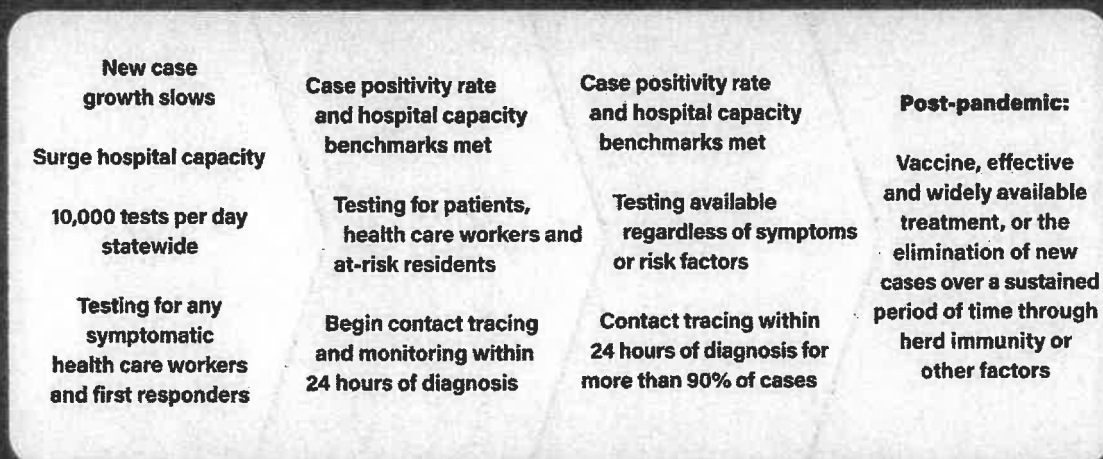 New case
growth slows
Surge hospital capacity
10,000 tests per day
statewide
Testing for any
symptomatic
health care workers
and first responders
Case positivity rate
and hospital capacity
benchmarks met
Testing for patients,
health care workers and
at-risk residents
Begin contact tracing
and monitoring within
24 hours of diagnosis
Case positivity rate
and hospital capacity
benchmarks met
Testing available
regardless of symptoms
or risk factors
Contact tracing within
24 hours of diagnosis for
more than 90% of cases
Post-pandemic:
Vaccine, effective
and widely available
treatment, or the
elimination of new
cases over a sustained
period of time through
herd immunity or
other factors